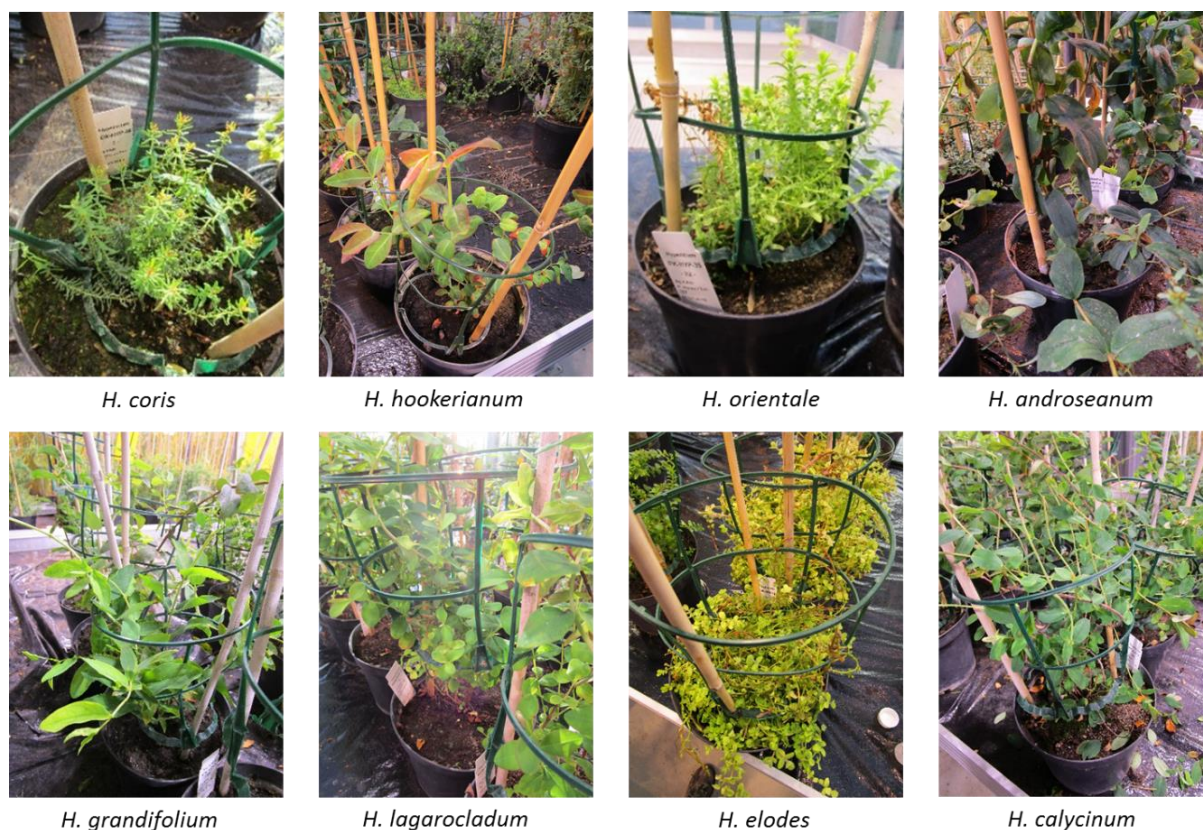 H. coris
H. hookerianum
H. orientale
H. androseanum
H. grandifolium
H. lagarocladum
H. elodes
H. calycinum